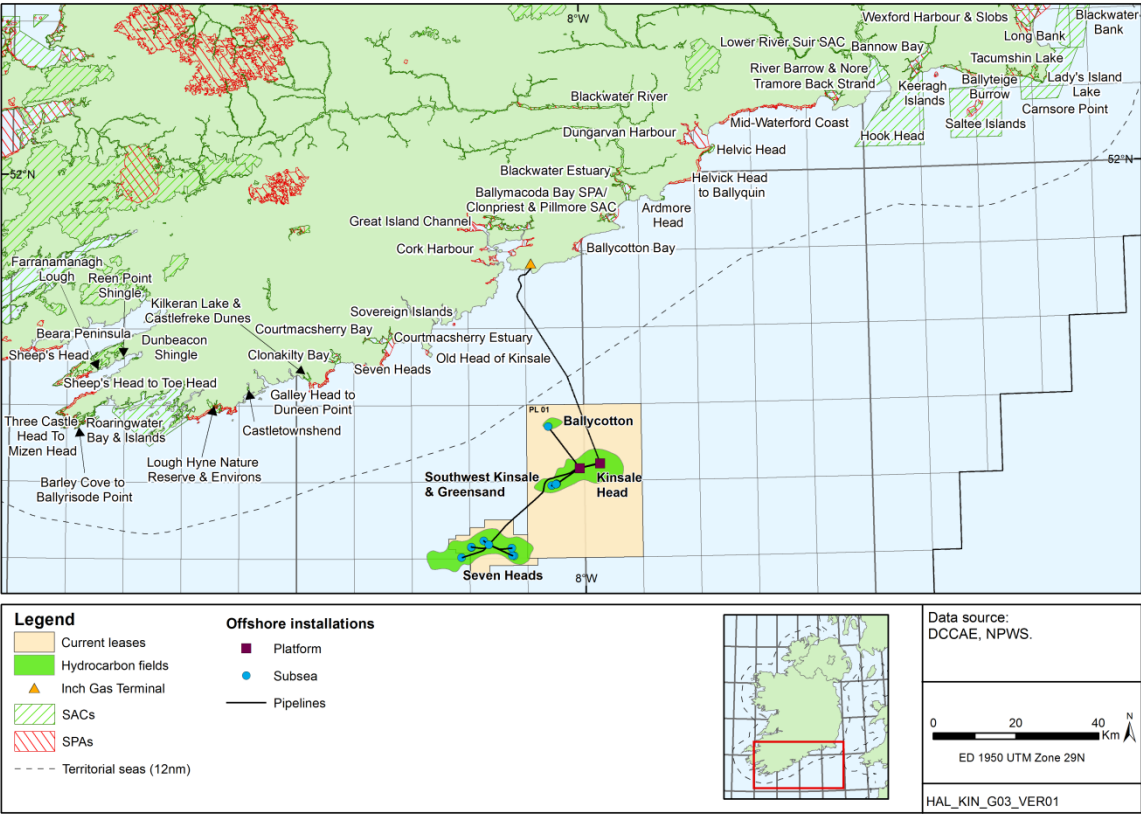 8°W
Wexford Harbour & Slobs
Blackwater
Bank
Long Bank
Lower River Suir SAC
Bannow Bay
Tacumshin Lake
River Barrow & Nore
Tramore Back Strand
Keeragh
Islands
Ballyteige
Burrow
Lady's Island
Lake
Carnsore Point
Saltee Islands
Blackwater River
Mid-Waterford Coast
Hook Head
Dungarvan Harbour
Helvic Head
52°N
52°N
Blackwater Estuary
Helvick Head
to Ballyquin
Ballymacoda Bay SPA/
Clonpriest & Pillmore SAC
Ardmore
Head
Great Island Channel
Cork Harbour
Ballycotton Bay
Farranamanagh
Lough
Reen Point
Shingle
Kilkeran Lake &
Castlefreke Dunes
Sovereign Islands
Beara Peninsula
Dunbeacon
Shingle
Courtmacsherry Bay
Courtmacsherry Estuary
Sheep's Head
Clonakilty Bay
Old Head of Kinsale
Seven Heads
Sheep's Head to Toe Head
Galley Head to
Duneen Point
Three Castle
Head To
Mizen Head
Roaringwater
Bay & Islands
Castletownshend
Lough Hyne Nature
Reserve & Environs
Barley Cove to
Ballyrisode Point
PL 01
Ballycotton
Southwest Kinsale
& Greensand
Kinsale
Head
Seven Heads
8°W
Legend
Current leases
Hydrocarbon fields
Inch Gas Terminal
SACs
SPAs
Territorial seas (12nm)
Offshore installations
Platform
Subsea
Pipelines
Data source:
DCCAE, NPWS.
0 20 40
Km
N
ED 1950 UTM Zone 29N
HAL_KIN_G03_VER01